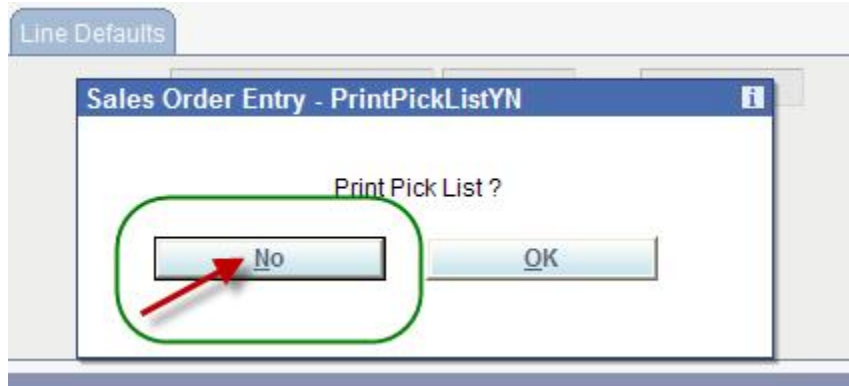 Line Defaults
Sales Order Entry - PrintPickListYN i
Print Pick List ?
No OK